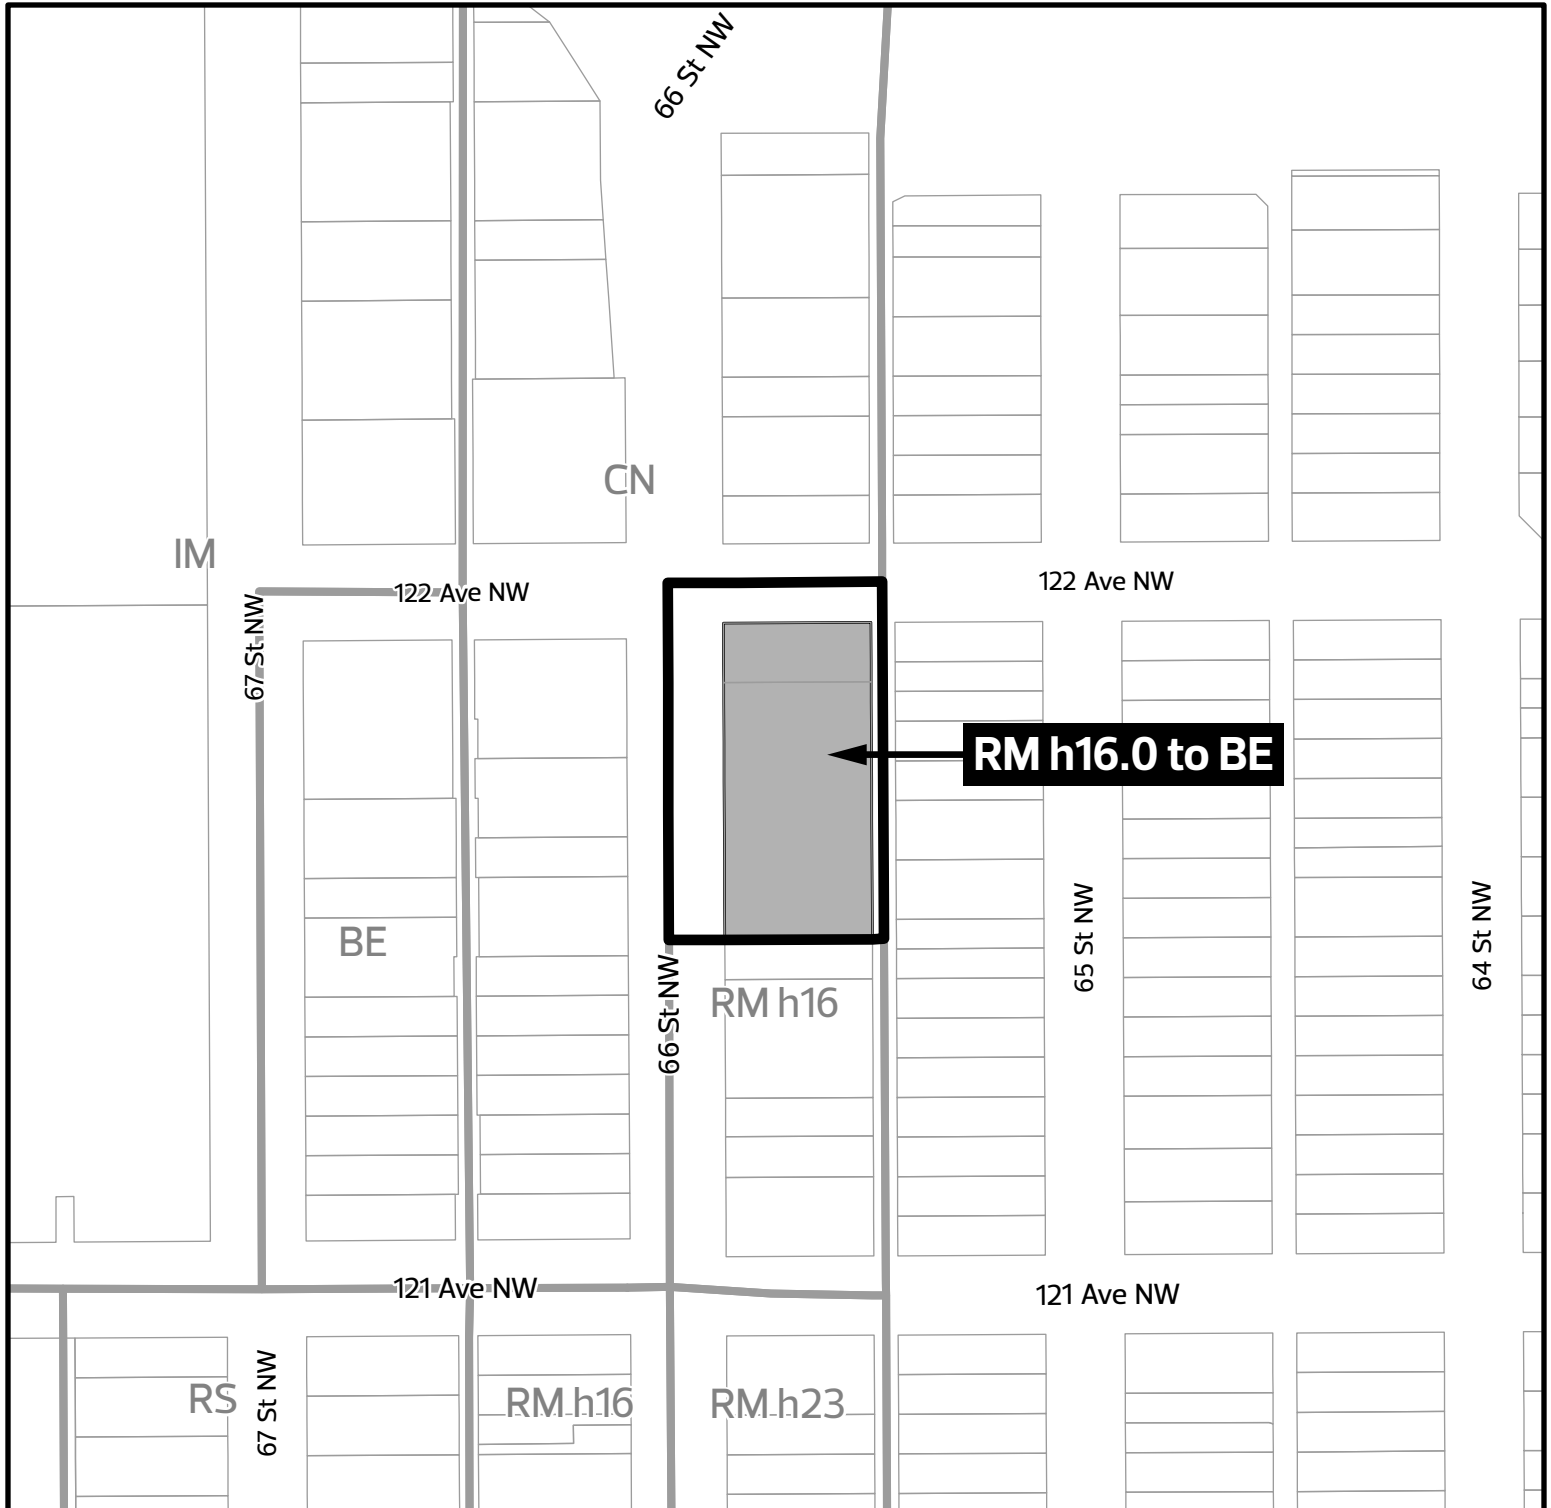 66 St NW
CN
IM
122 Ave NW
122 Ave NW
67 St NW
RM h16.0 to BE
BE
65 St NW
64 St NW
66 St NW
RM h16
121 Ave NW
121 Ave NW
RS
67 St NW
RM h16
RM h23